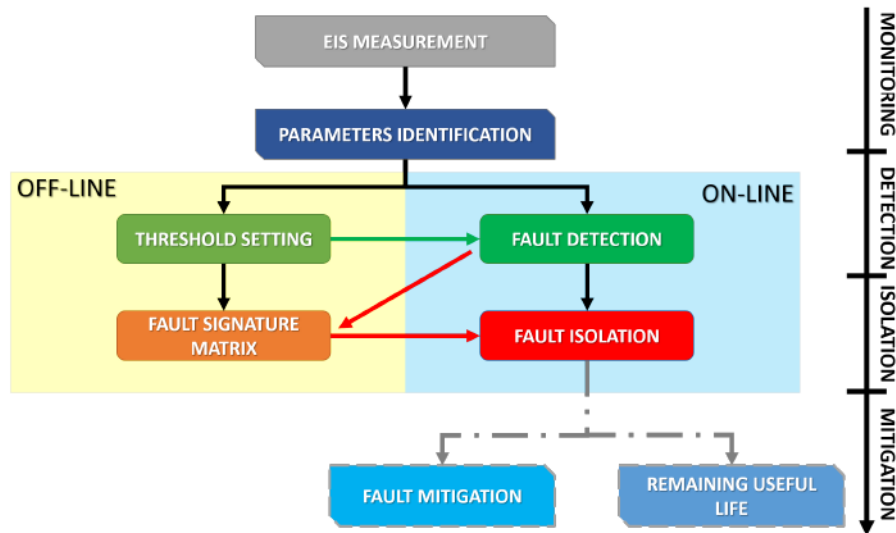 EIS MEASUREMENT
PARAMETERS IDENTIFICATION
OFF-LINE
ON-LINE
THRESHOLD SETTING
FAULT DETECTION
FAULT SIGNATURE
MATRIX
FAULT ISOLATION
FAULT MITIGATION
REMAINING USEFUL
LIFE
MONITORING
DETECTION
ISOLATION
MITIGATION